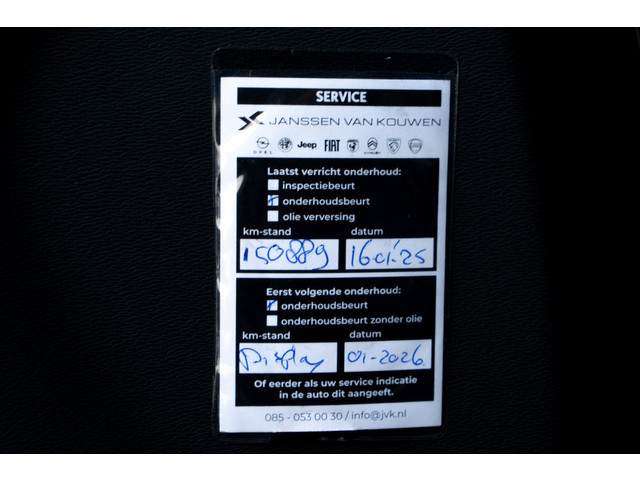 SERVICE
JANSSEN VAN KOUWEN
OPEL Jeep FIAT CITROËN
Laatst verricht onderhoud:
inspectiebeurt
onderhoudsbeurt
olie verversing
km-stand datum
150889 16-01-25
Eerst volgende onderhoud:
onderhoudsbeurt
onderhoudsbeurt zonder olie
km-stand datum
Display 01-2026.
Of eerder als uw service indicatie
in de auto dit aangeeft.
085 - 053 00 30 / info@jvk.nl